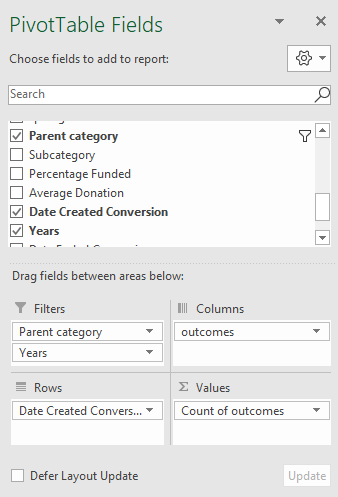 PivotTable Fields
Choose fields to add to report:
Search
Parent category
Subcategory
Percentage Funded
Average Donation
Date Created Conversion
Years
Drag fields between areas below:
Filters
Columns
Parent category
outcomes
Years
Rows
Values
Date Created Convers...
Count of outcomes
Defer Layout Update
Update